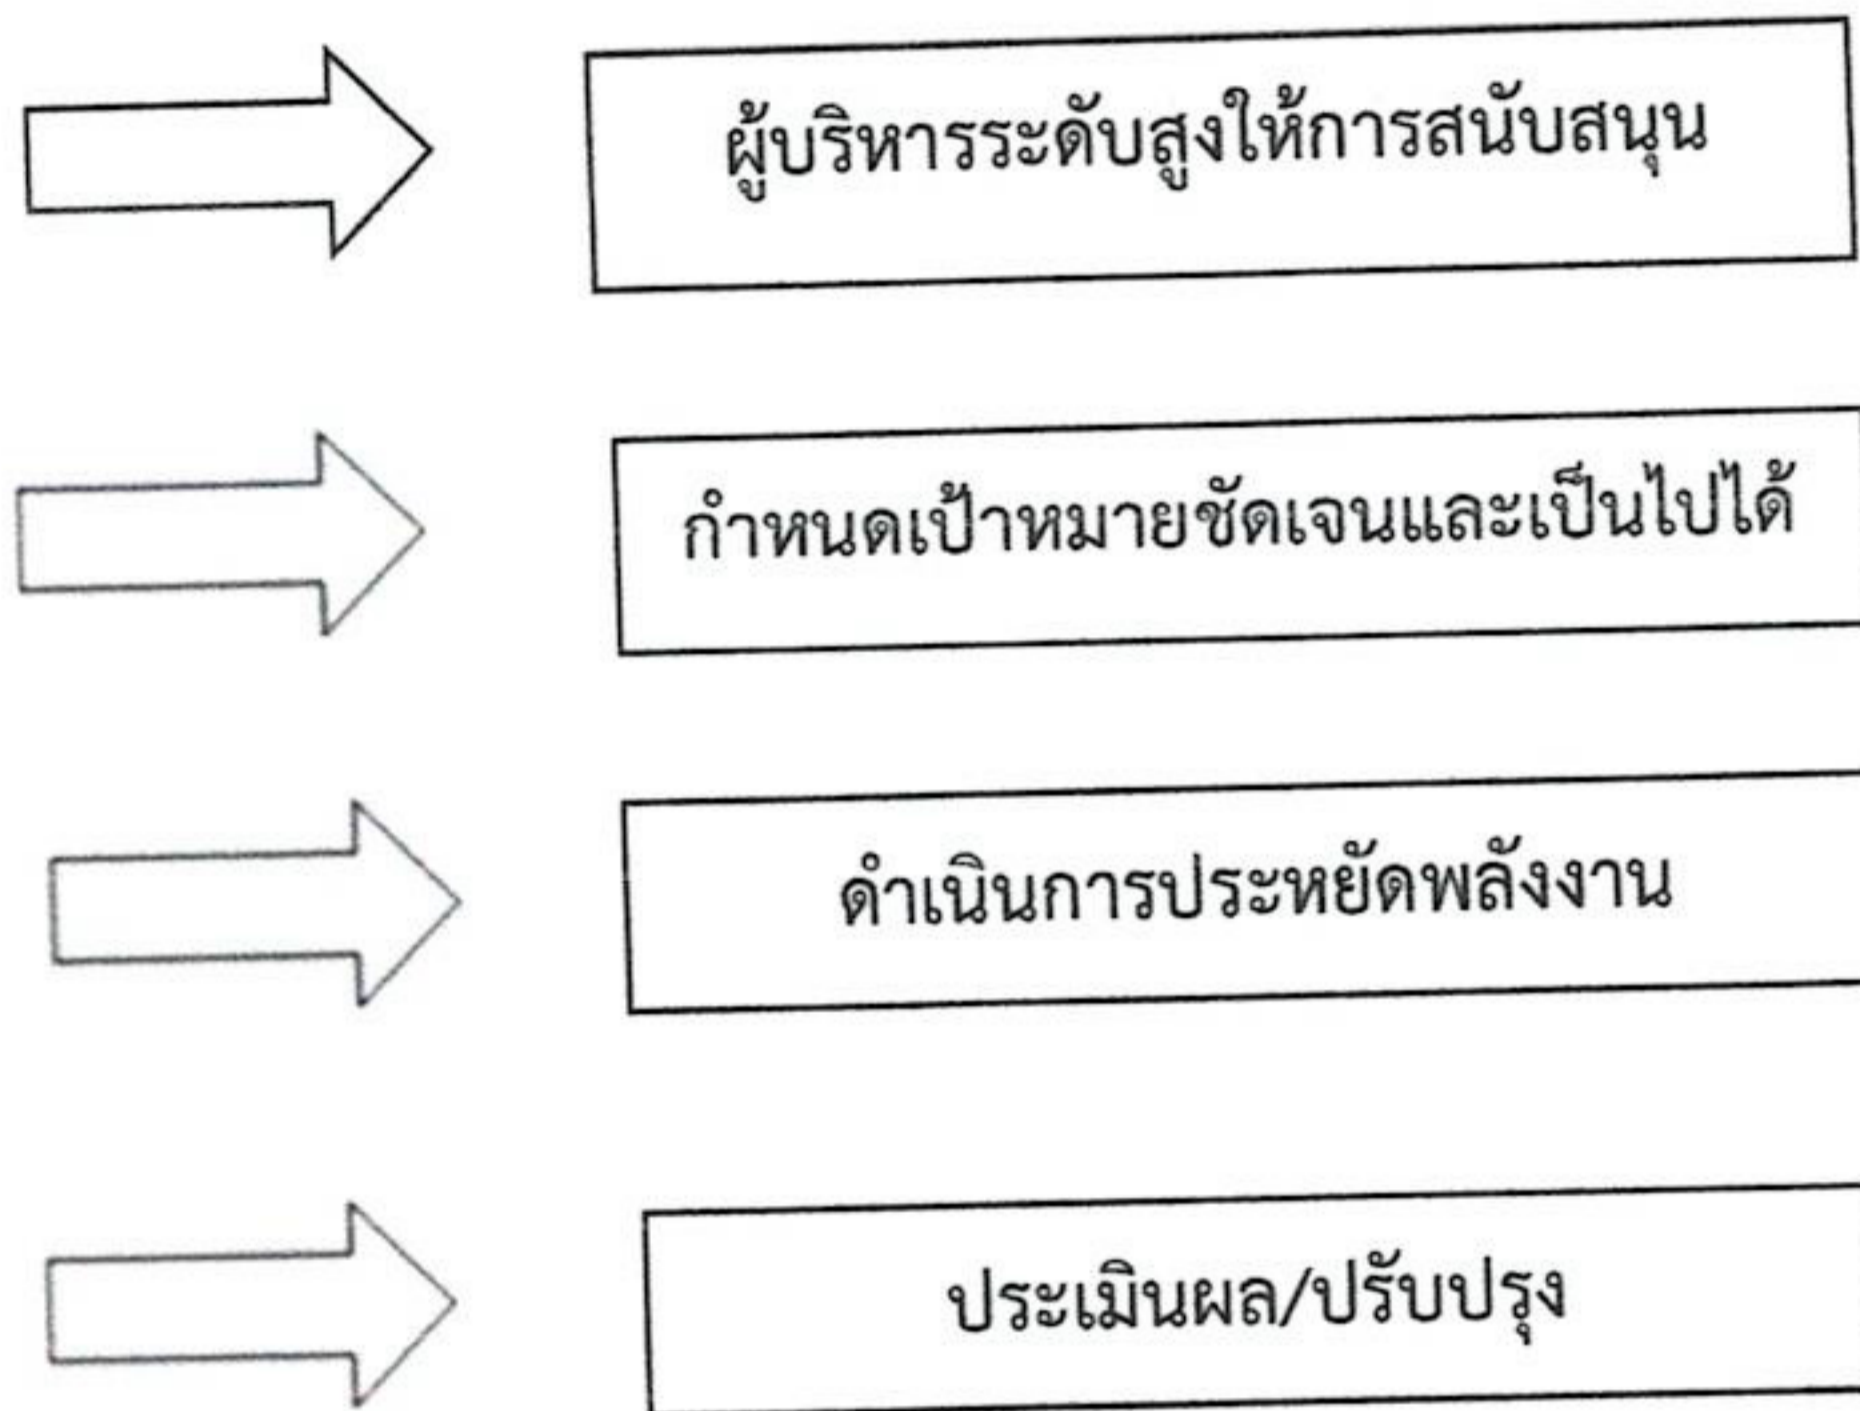 ผู้บริหารระดับสูงให้การสนับสนุน
กำหนดเป้าหมายชัดเจนและเป็นไปได้
ดำเนินการประหยัดพลังงาน
ประเมินผล/ปรับปรุง